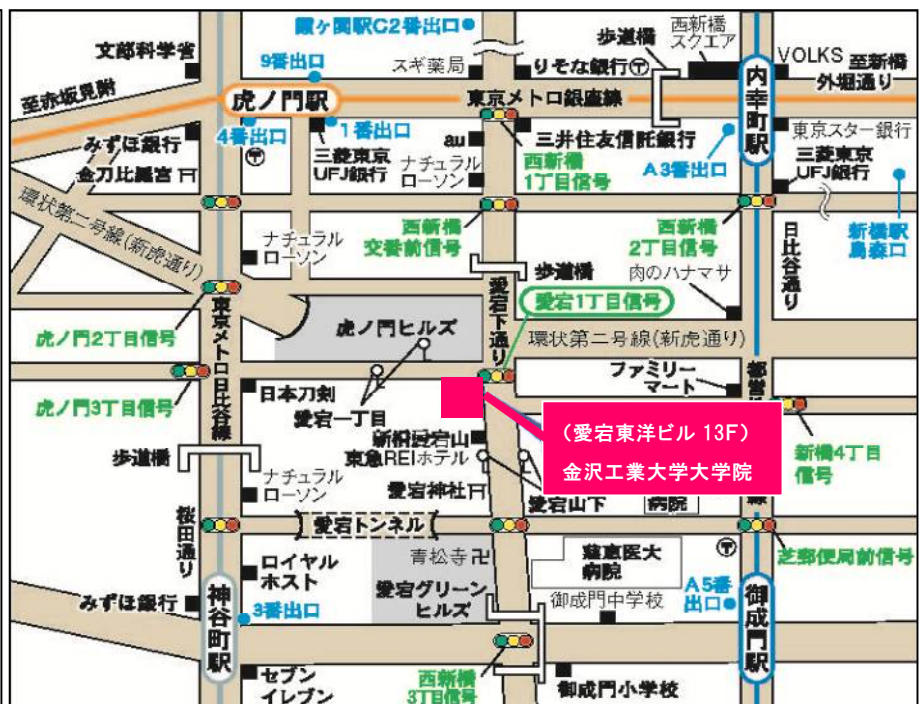 霞ヶ関駅C2番出口
歩道橋
西新橋
スクエア
文部科学省
9番出口
スギ薬局
りそな銀行〒
VOLKS
至新橋
外堀通り
至赤坂見附
虎ノ門駅
東京メトロ銀座線
内幸町駅
みずほ銀行
4番出口
〒
1番出口
三菱東京
UFJ銀行
au
ナチュラル
ローソン
西新橋
1丁目信号
三井住友信託銀行
A3番出口
東京スター銀行
三菱東京
UFJ銀行
金刀比羅宮
環状第二号線(新虎通り)
ナチュラル
ローソン
西新橋
交番前信号
西新橋
2丁目信号
日比谷通り
新橋駅
烏森口
歩道橋
肉のハナマサ
愛宕下通り
愛宕1丁目信号
虎ノ門2丁目信号
東京メトロ日比谷線
虎ノ門ヒルズ
環状第二号線(新虎通り)
虎ノ門3丁目信号
日本刀剣
愛宕一丁目
ファミリー
マート
都営
線
(愛宕東洋ビル 13F)
金沢工業大学大学院
新橋愛宕山
東急REIホテル
新橋4丁目
信号
歩道橋
ナチュラル
ローソン
愛宕神社
愛宕山下
病院
桜田通り
愛宕トンネル
青松寺卍
慈恵医大
病院
〒
芝郵便局前信号
ロイヤル
ホスト
愛宕グリーン
ヒルズ
御成門中学校
A5番
出口
みずほ銀行
神谷町駅
3番出口
御成門駅
セブン
イレブン
西新橋
3丁目信号
御成門小学校